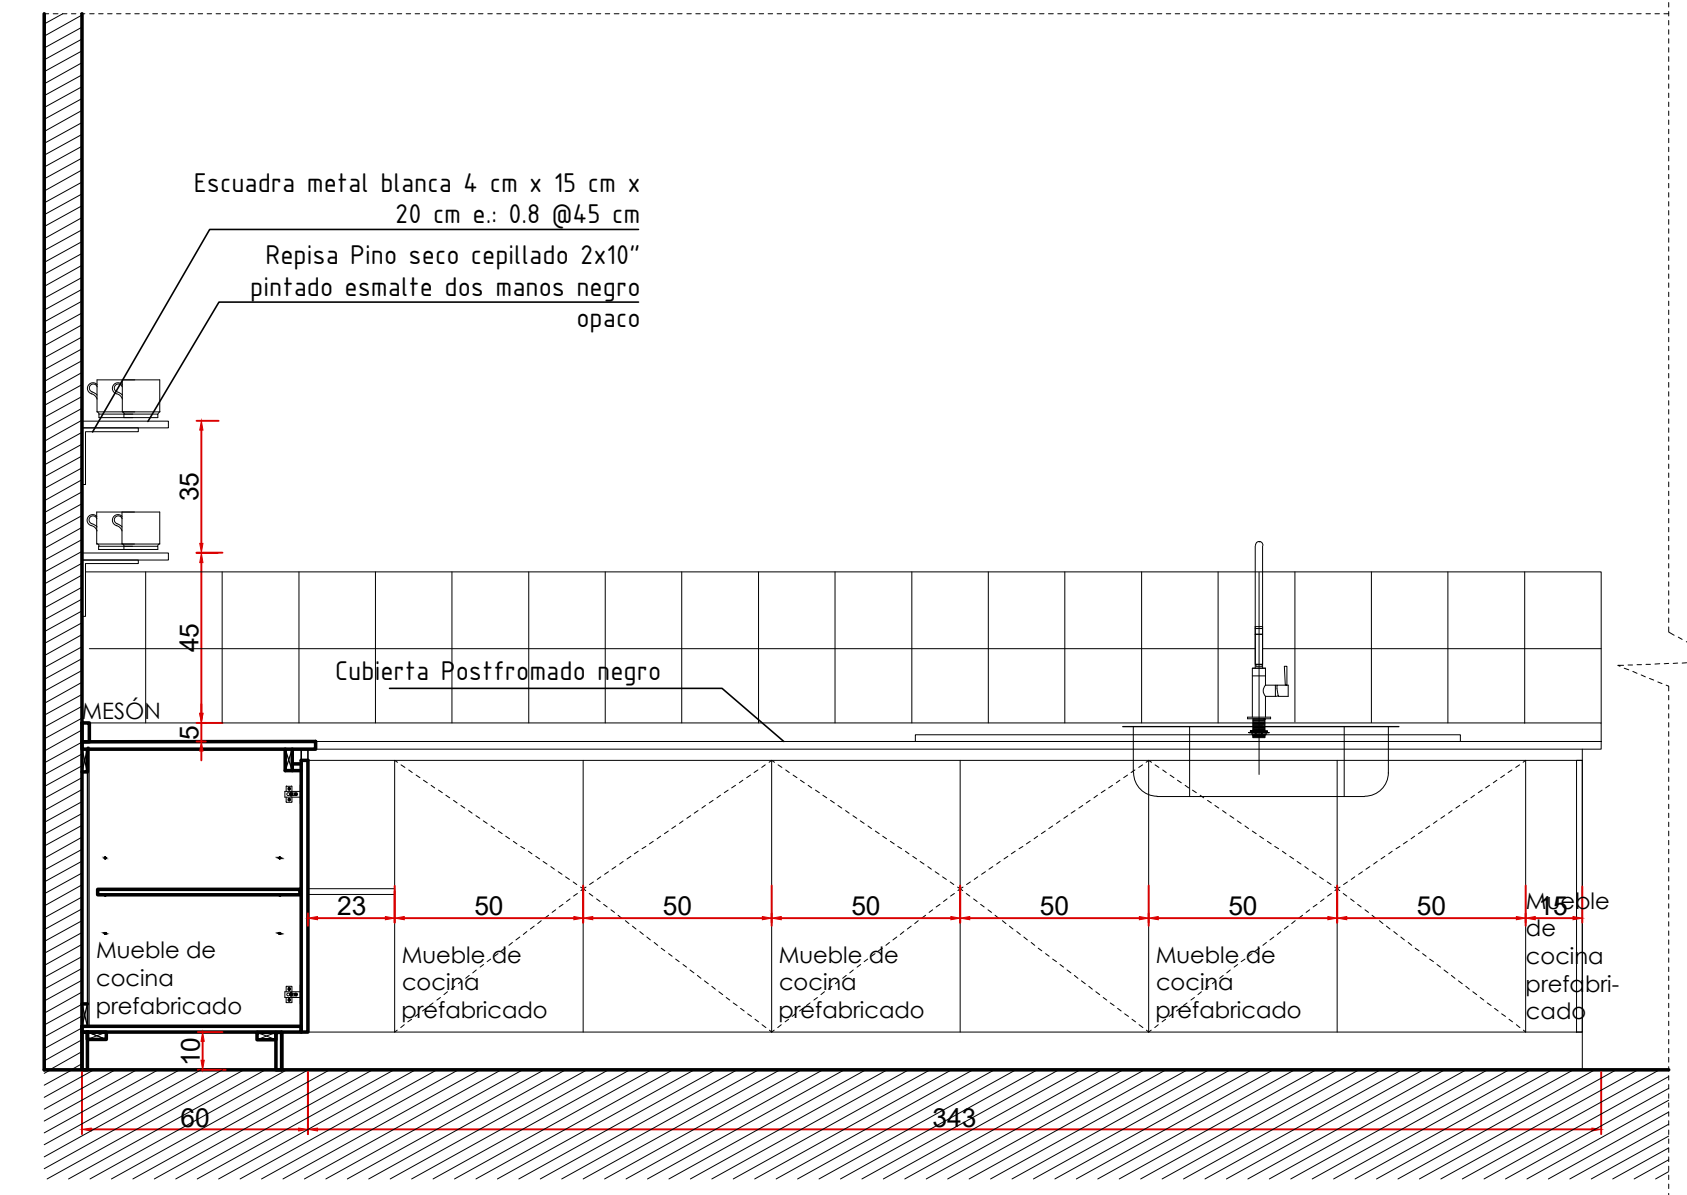 Escuadra metal blanca 4 cm x 15 cm x
20 cm e.: 0.8 @45 cm
Repisa Pino seco cepillado 2x10"
pintado esmalte dos manos negro
opaco
35
45
Cubierta Postfromado negro
MESÓN
5
23
50
50
50
50
50
50
15
Mueble de
cocina
prefabricado
Mueble de
cocina
prefabricado
Mueble de
cocina
prefabricado
Mueble de
cocina
prefabricado
Mueble
de
cocina
prefabri-
cado
10
60
343